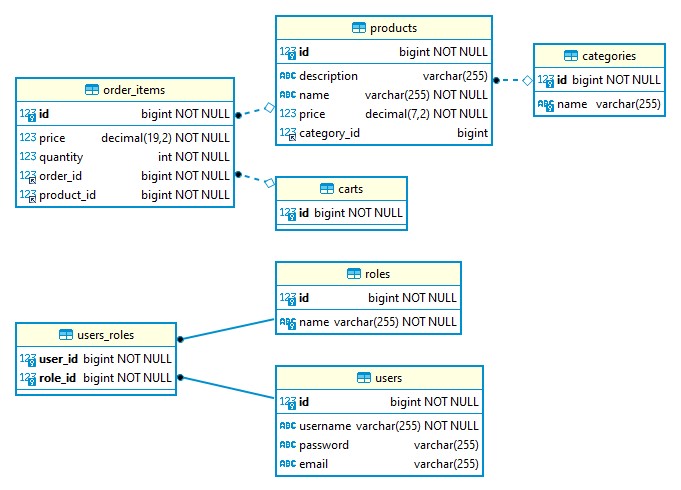 products
123 id bigint NOT NULL
ABC description varchar(255)
ABC name varchar(255) NOT NULL
123 price decimal(7,2) NOT NULL
123 category_id bigint
categories
123 id bigint NOT NULL
ABC name varchar(255)
order_items
123 id bigint NOT NULL
123 price decimal(19,2) NOT NULL
123 quantity int NOT NULL
123 order_id bigint NOT NULL
123 product_id bigint NOT NULL
carts
123 id bigint NOT NULL
roles
123 id bigint NOT NULL
ABC name varchar(255) NOT NULL
users_roles
123 user_id bigint NOT NULL
123 role_id bigint NOT NULL
users
123 id bigint NOT NULL
ABC username varchar(255) NOT NULL
ABC password varchar(255)
ABC email varchar(255)